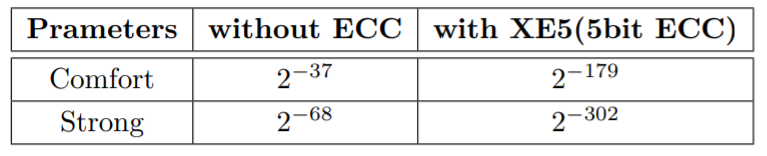 Prameters without ECC with XE5(5bit ECC)
Comfort 2^{-37} 2^{-179}
Strong 2^{-68} 2^{-302}